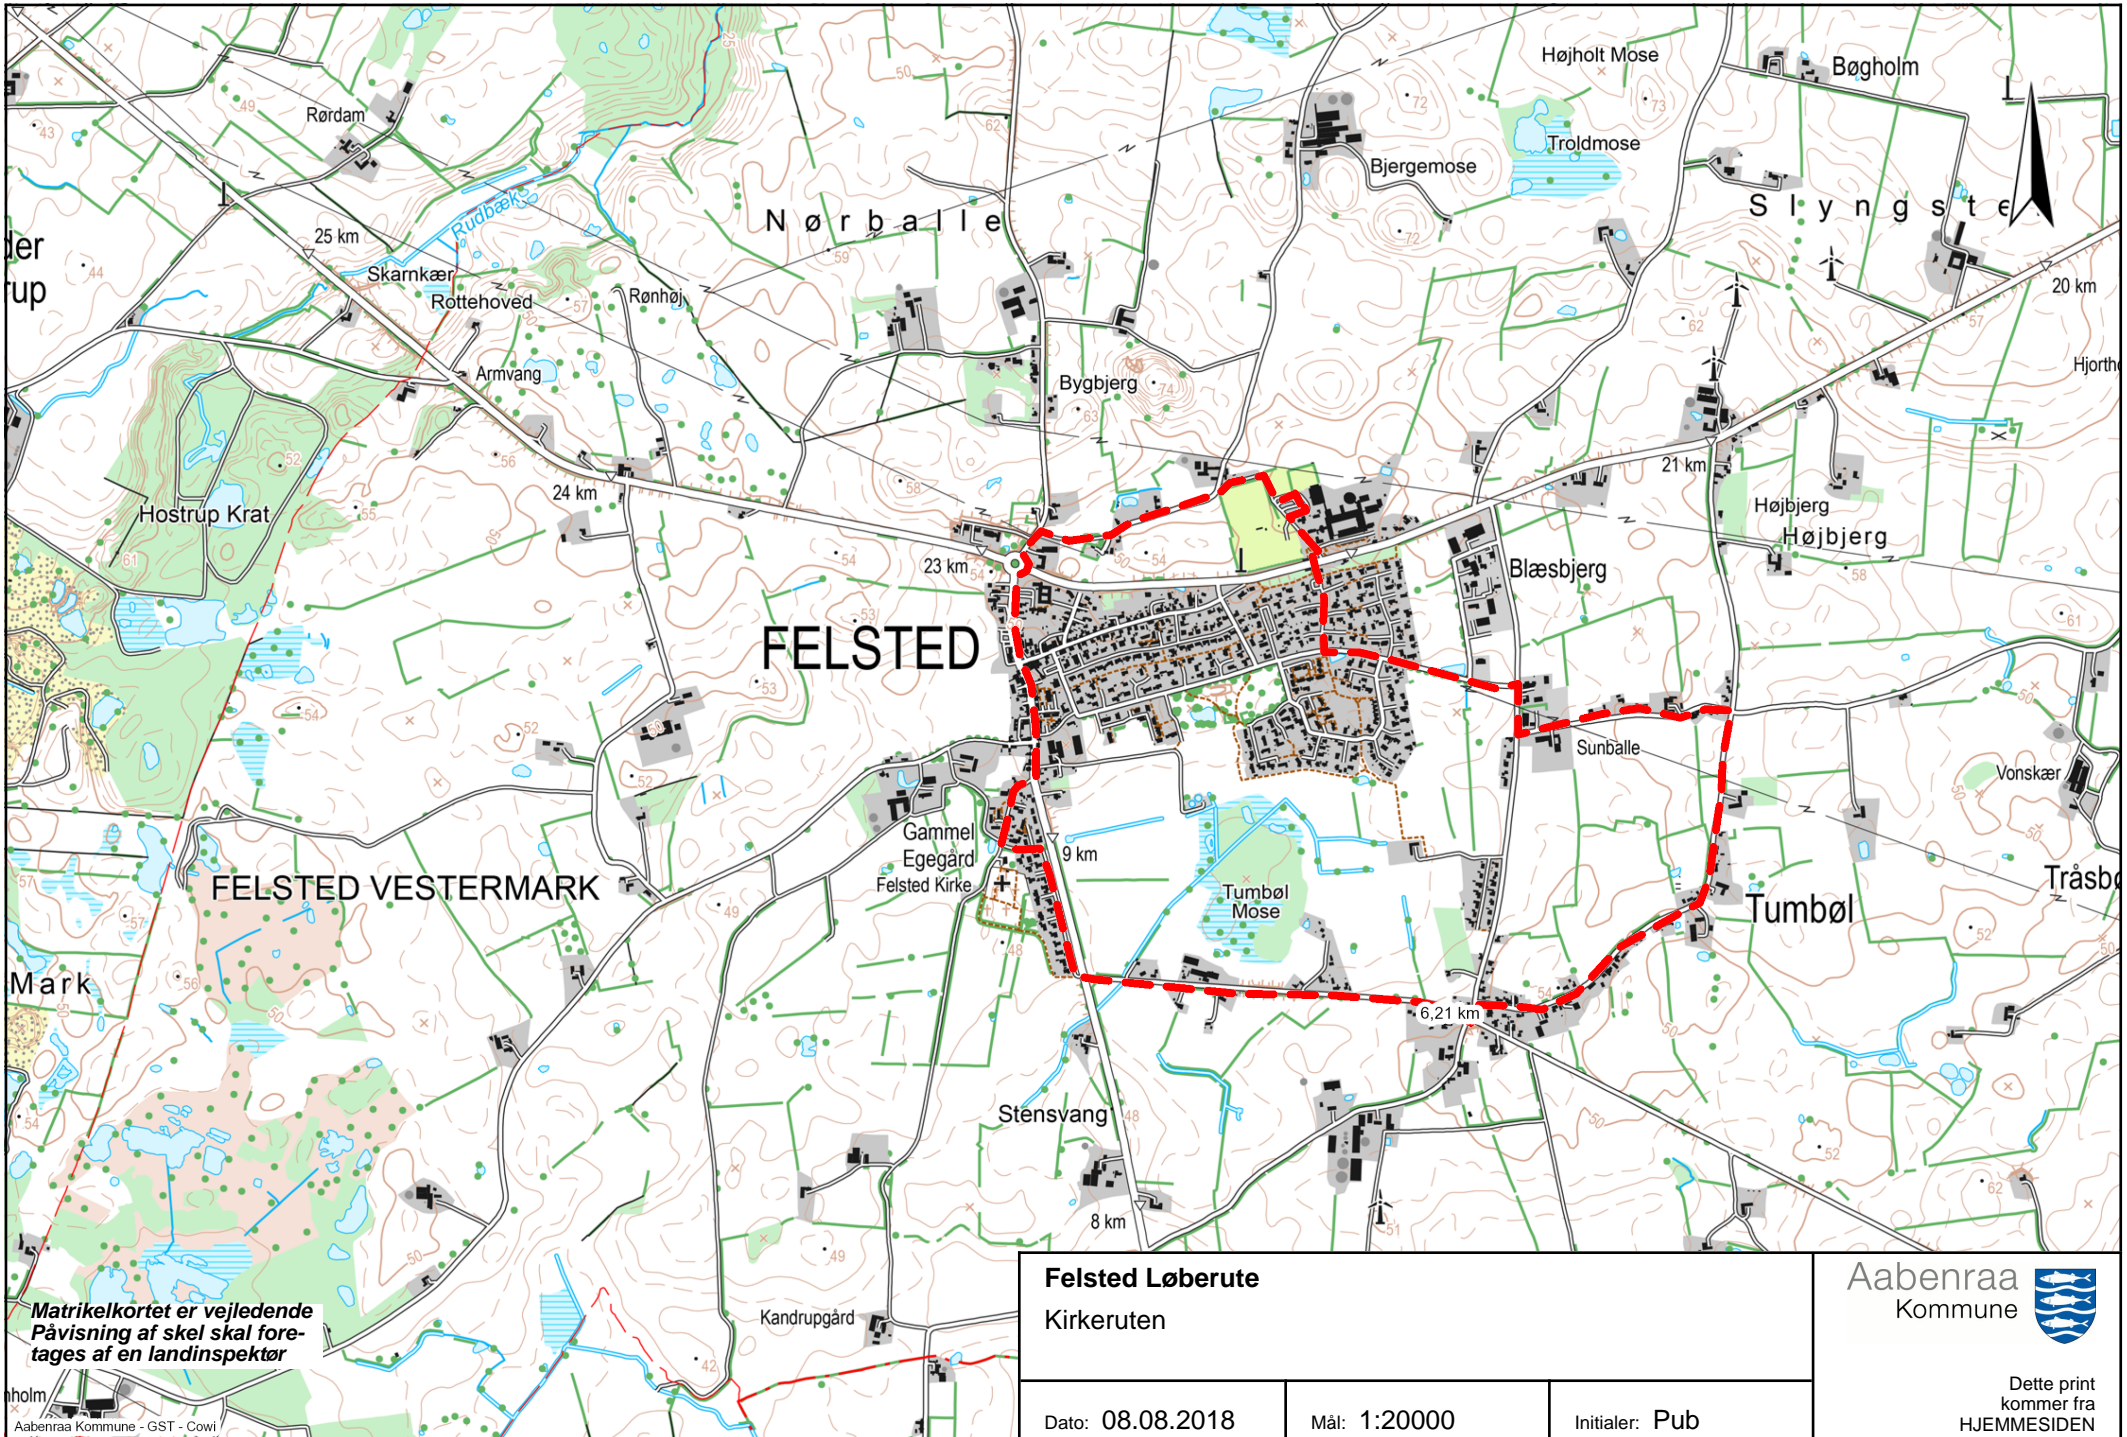 Højholt Mose
Bøgholm
Rørdam
Troldmose
Bjergemose
Rudbæk
Nørballe
Slyngste
25 km
der
rup
Skarnkær
Rottehoved
Rønhøj
20 km
Armvang
Bygbjerg
Hjorth
24 km
21 km
Hostrup Krat
Højbjerg
Højbjerg
23 km
Blæsbjerg
FELSTED
Sunballe
Vonskær
Gammel
Egegård
Felsted Kirke
9 km
FELSTED VESTERMARK
Tumbøl
Mose
Tumbøl
Tråsbø
Mark
6,21 km
Stensvang
8 km
Kandrupgård
Matrikelkortet er vejledende
Påvisning af skel skal fore-
tages af en landinspektør
nholm
Aabenraa Kommune - GST - Cowi
Felsted Løberute
Kirkeruten
Dato: 08.08.2018
Mål: 1:20000
Initialer: Pub
Aabenraa
Kommune
Dette print
kommer fra
HJEMMESIDEN